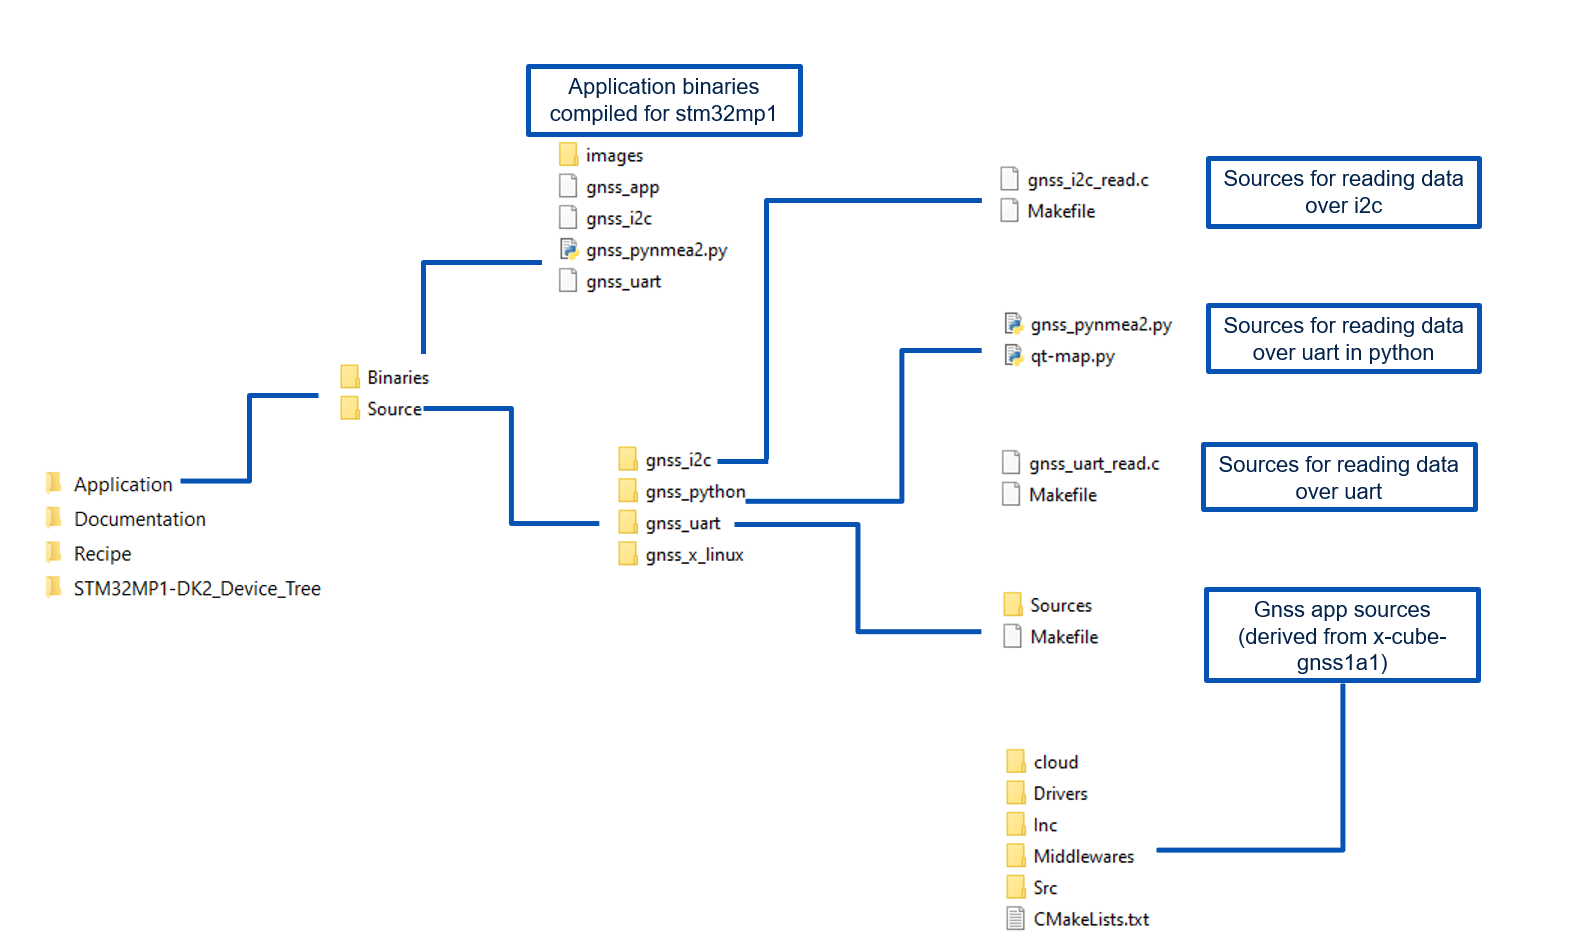 Application binaries
compiled for stm32mp1
images
gnss_app
gnss_i2c
gnss_pynmea2.py
gnss_uart
gnss_i2c_read.c
Makefile
Sources for reading data
over i2c
gnss_pynmea2.py
qt-map.py
Sources for reading data
over uart in python
Binaries
Source
gnss_i2c
gnss_python
gnss_uart
gnss_x_linux
gnss_uart_read.c
Makefile
Sources for reading data
over uart
Application
Documentation
Recipe
STM32MP1-DK2_Device_Tree
Sources
Makefile
Gnss app sources
(derived from x-cube-
gnss1a1)
cloud
Drivers
Inc
Middlewares
Src
CMakeLists.txt